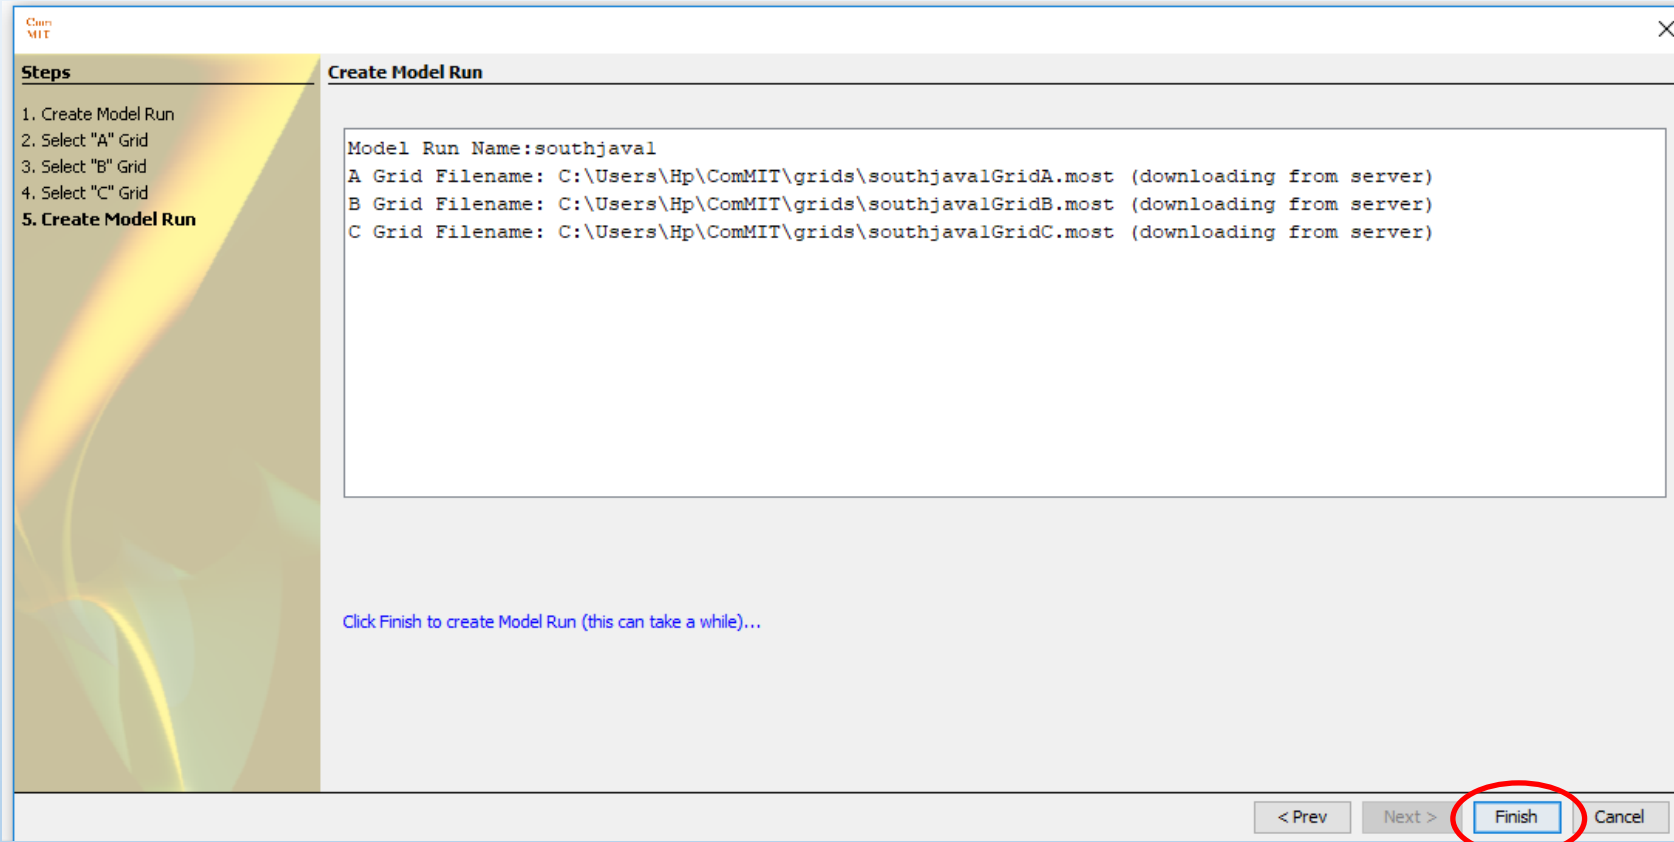 Com
MIT
Steps
1. Create Model Run
2. Select "A" Grid
3. Select "B" Grid
4. Select "C" Grid
5. Create Model Run
Create Model Run
Model Run Name:southjava1
A Grid Filename: C:\Users\Hp\ComMIT\grids\southjava1GridA.most (downloading from server)
B Grid Filename: C:\Users\Hp\ComMIT\grids\southjava1GridB.most (downloading from server)
C Grid Filename: C:\Users\Hp\ComMIT\grids\southjava1GridC.most (downloading from server)
Click Finish to create Model Run (this can take a while)...
< Prev
Next >
Finish
Cancel